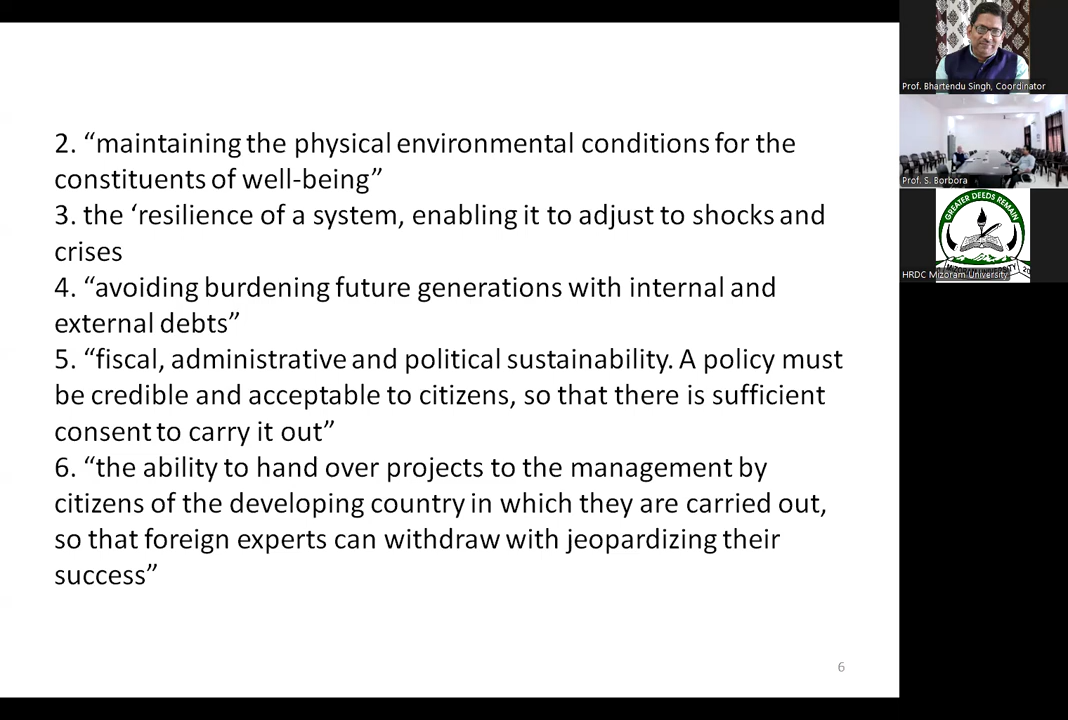 2. “maintaining the physical environmental conditions for the
constituents of well-being”
3. the ‘resilience of a system, enabling it to adjust to shocks and
crises
4. “avoiding burdening future generations with internal and
external debts”
5. “fiscal, administrative and political sustainability. A policy must
be credible and acceptable to citizens, so that there is sufficient
consent to carry it out”
6. “the ability to hand over projects to the management by
citizens of the developing country in which they are carried out,
so that foreign experts can withdraw with jeopardizing their
success”
6
Prof. Bhartendu Singh, Coordinator
Prof. S. Borbora
GREATER DEEDS REMAIN
MIZORAM UNIVERSITY
HRDC Mizoram University